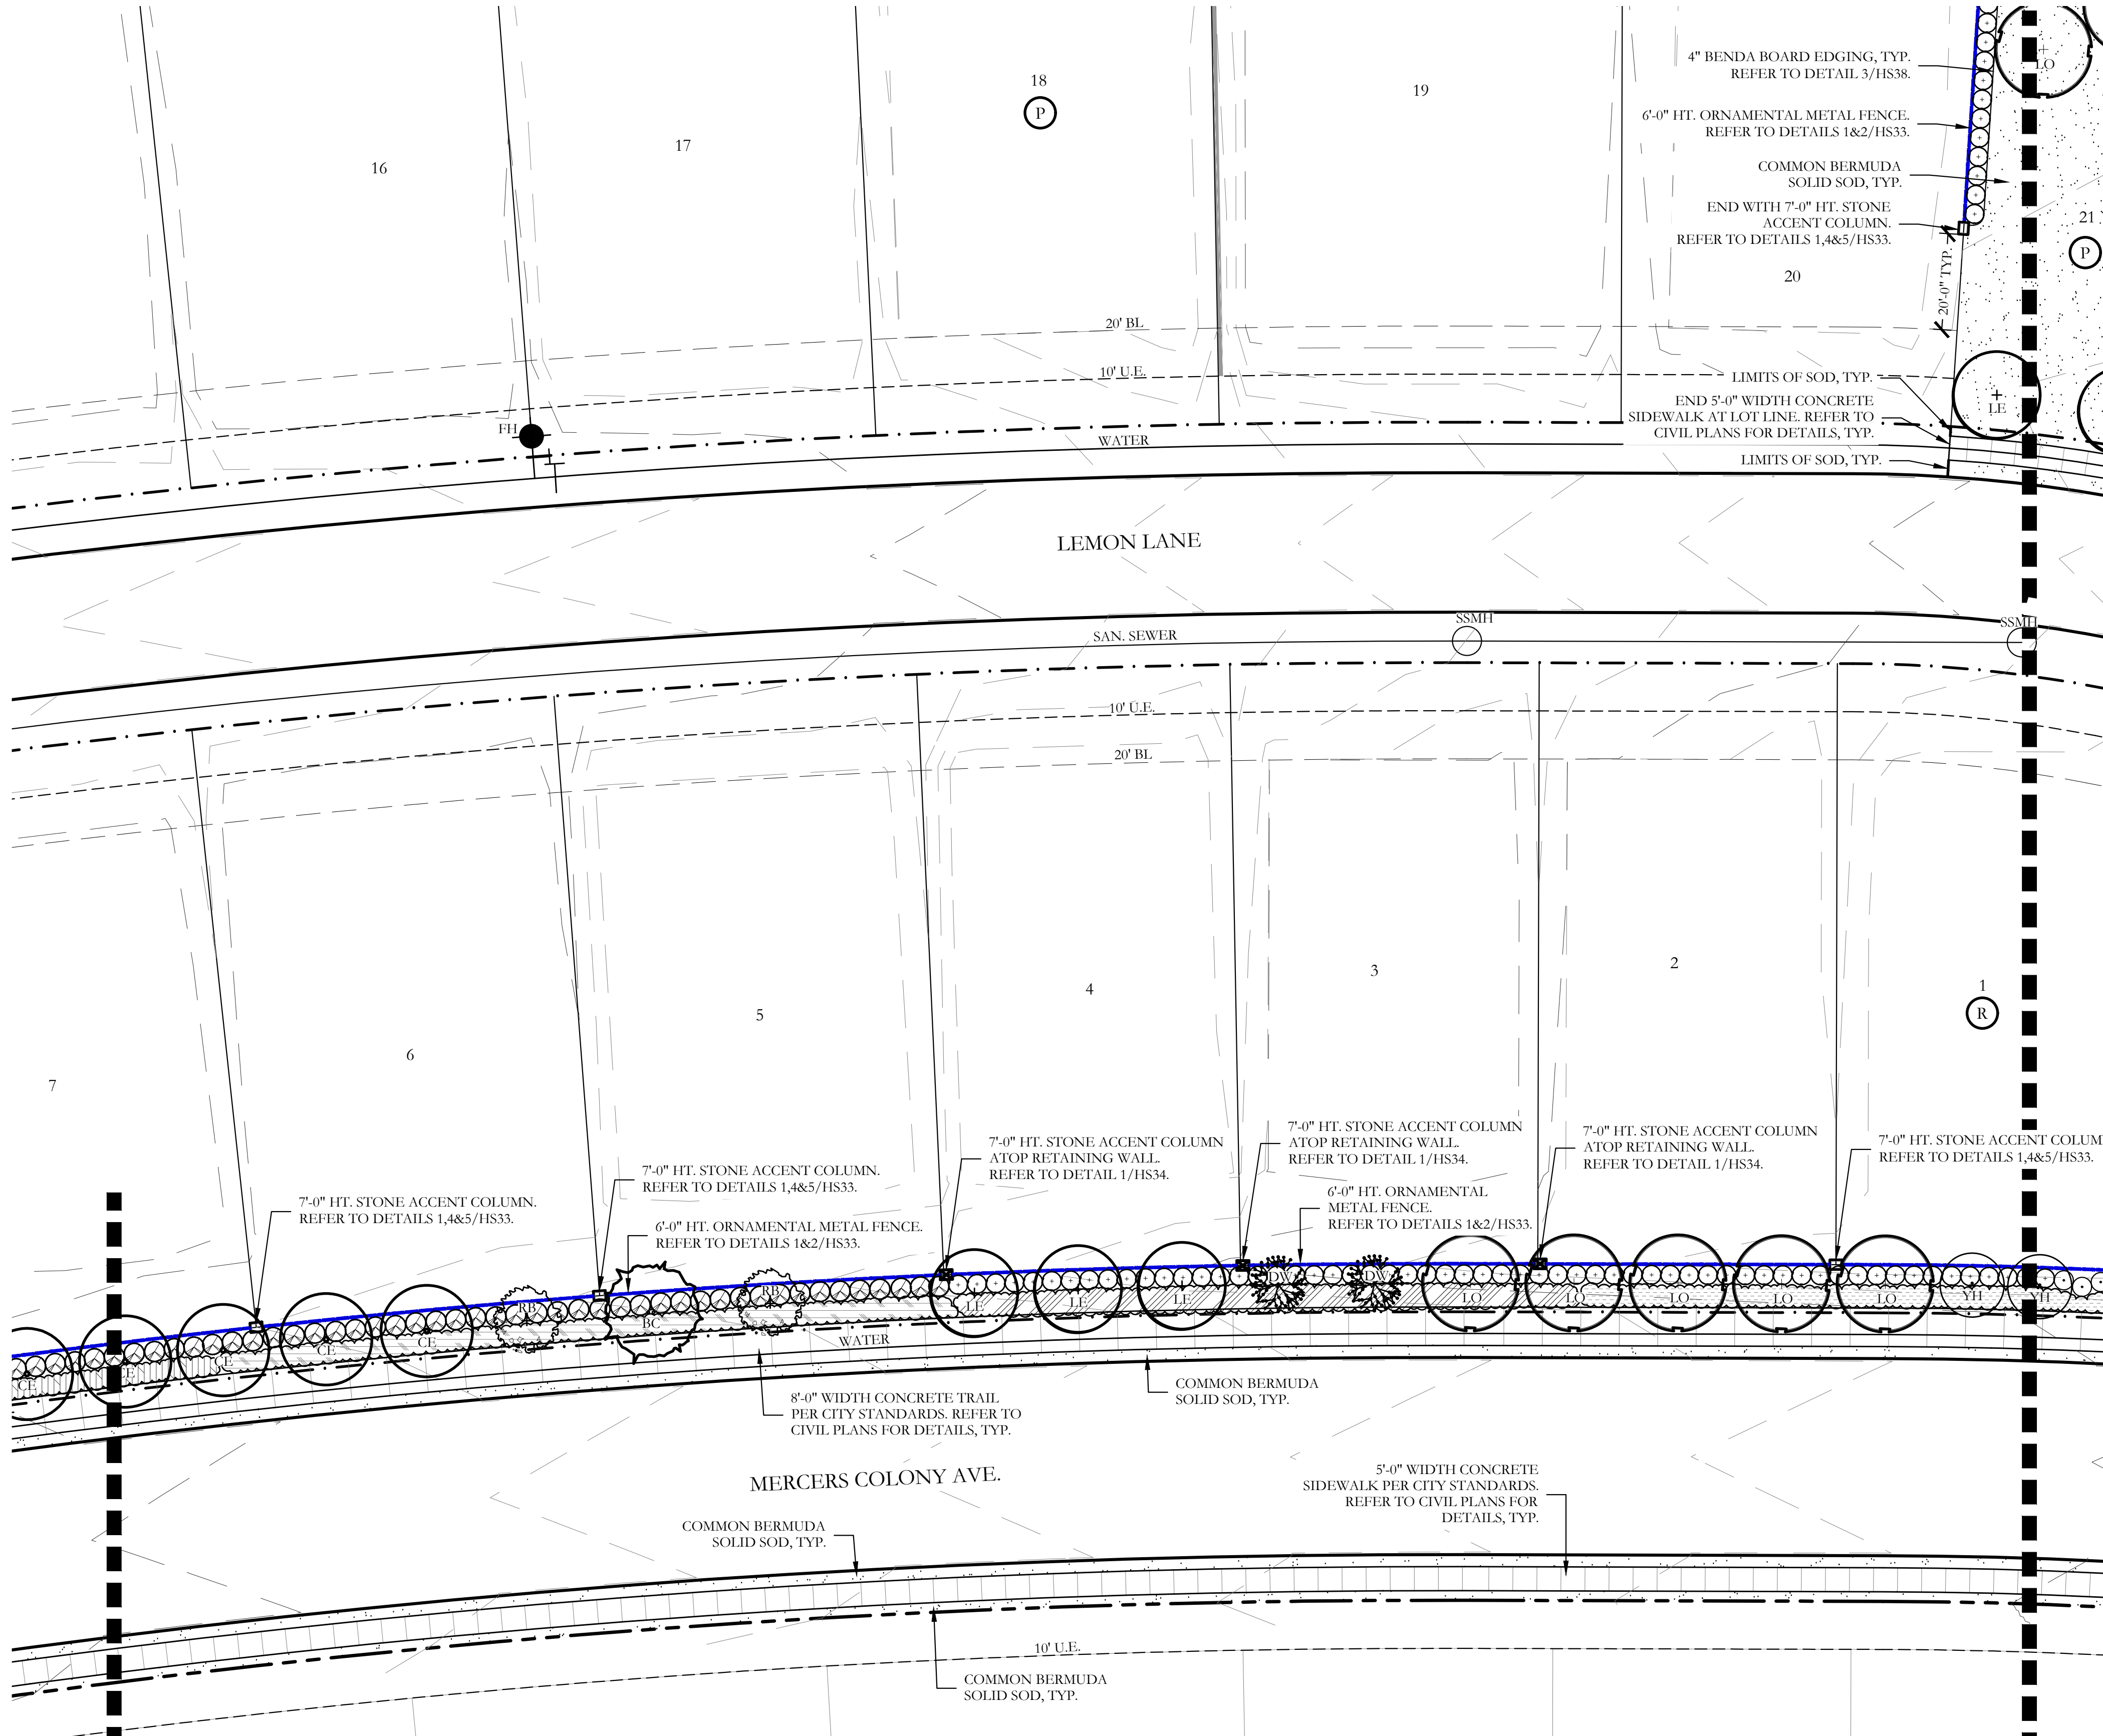 4" BENDA BOARD EDGING, TYP.
REFER TO DETAIL 3/HS38.
LO
18
P
19
17
16
6'-0" HT. ORNAMENTAL METAL FENCE.
REFER TO DETAILS 1&2/HS33.
COMMON BERMUDA
SOLID SOD, TYP.
END WITH 7'-0" HT. STONE
ACCENT COLUMN.
REFER TO DETAILS 1,4&5/HS33.
21
P
20
20'-0" TYP.
20' BL
10' U.E.
LIMITS OF SOD, TYP.
END 5'-0" WIDTH CONCRETE
SIDEWALK AT LOT LINE. REFER TO
CIVIL PLANS FOR DETAILS, TYP.
LIMITS OF SOD, TYP.
LE
FH
WATER
LEMON LANE
SAN. SEWER
SSMH
SSMH
10' U.E.
20' BL
7
6
5
4
3
2
1
R
7'-0" HT. STONE ACCENT COLUMN.
REFER TO DETAILS 1,4&5/HS33.
7'-0" HT. STONE ACCENT COLUMN.
REFER TO DETAILS 1,4&5/HS33.
6'-0" HT. ORNAMENTAL METAL FENCE.
REFER TO DETAILS 1&2/HS33.
7'-0" HT. STONE ACCENT COLUMN
ATOP RETAINING WALL.
REFER TO DETAIL 1/HS34.
7'-0" HT. STONE ACCENT COLUMN
ATOP RETAINING WALL.
REFER TO DETAIL 1/HS34.
6'-0" HT. ORNAMENTAL
METAL FENCE.
REFER TO DETAILS 1&2/HS33.
7'-0" HT. STONE ACCENT COLUMN
ATOP RETAINING WALL.
REFER TO DETAIL 1/HS34.
7'-0" HT. STONE ACCENT COLUM
REFER TO DETAILS 1,4&5/HS33.
CE
CE
CE
CE
CE
RB
BC
RB
LE
LE
LE
DW
DW
LO
LO
LO
LO
LO
YH
YH
WATER
8'-0" WIDTH CONCRETE TRAIL
PER CITY STANDARDS. REFER TO
CIVIL PLANS FOR DETAILS, TYP.
COMMON BERMUDA
SOLID SOD, TYP.
MERCERS COLONY AVE.
5'-0" WIDTH CONCRETE
SIDEWALK PER CITY STANDARDS.
REFER TO CIVIL PLANS FOR
DETAILS, TYP.
COMMON BERMUDA
SOLID SOD, TYP.
10' U.E.
COMMON BERMUDA
SOLID SOD, TYP.